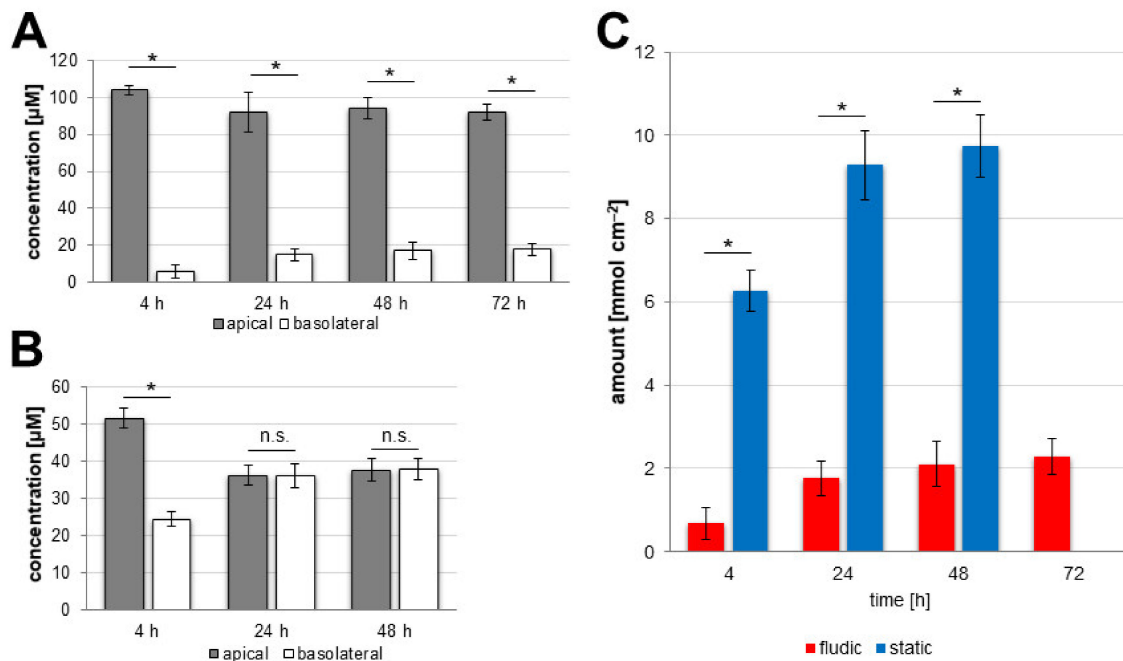 A
concentration [µM]
120
100
80
60
40
20
0
* * * *
4 h 24 h 48 h 72 h
apical basolateral
B
concentration [µM]
60
50
40
30
20
10
0
* n.s. n.s.
4 h 24 h 48 h
apical basolateral
C
amount [mmol cm⁻²]
12
10
8
6
4
2
0
* * *
4 24 48 72
time [h]
fludic static